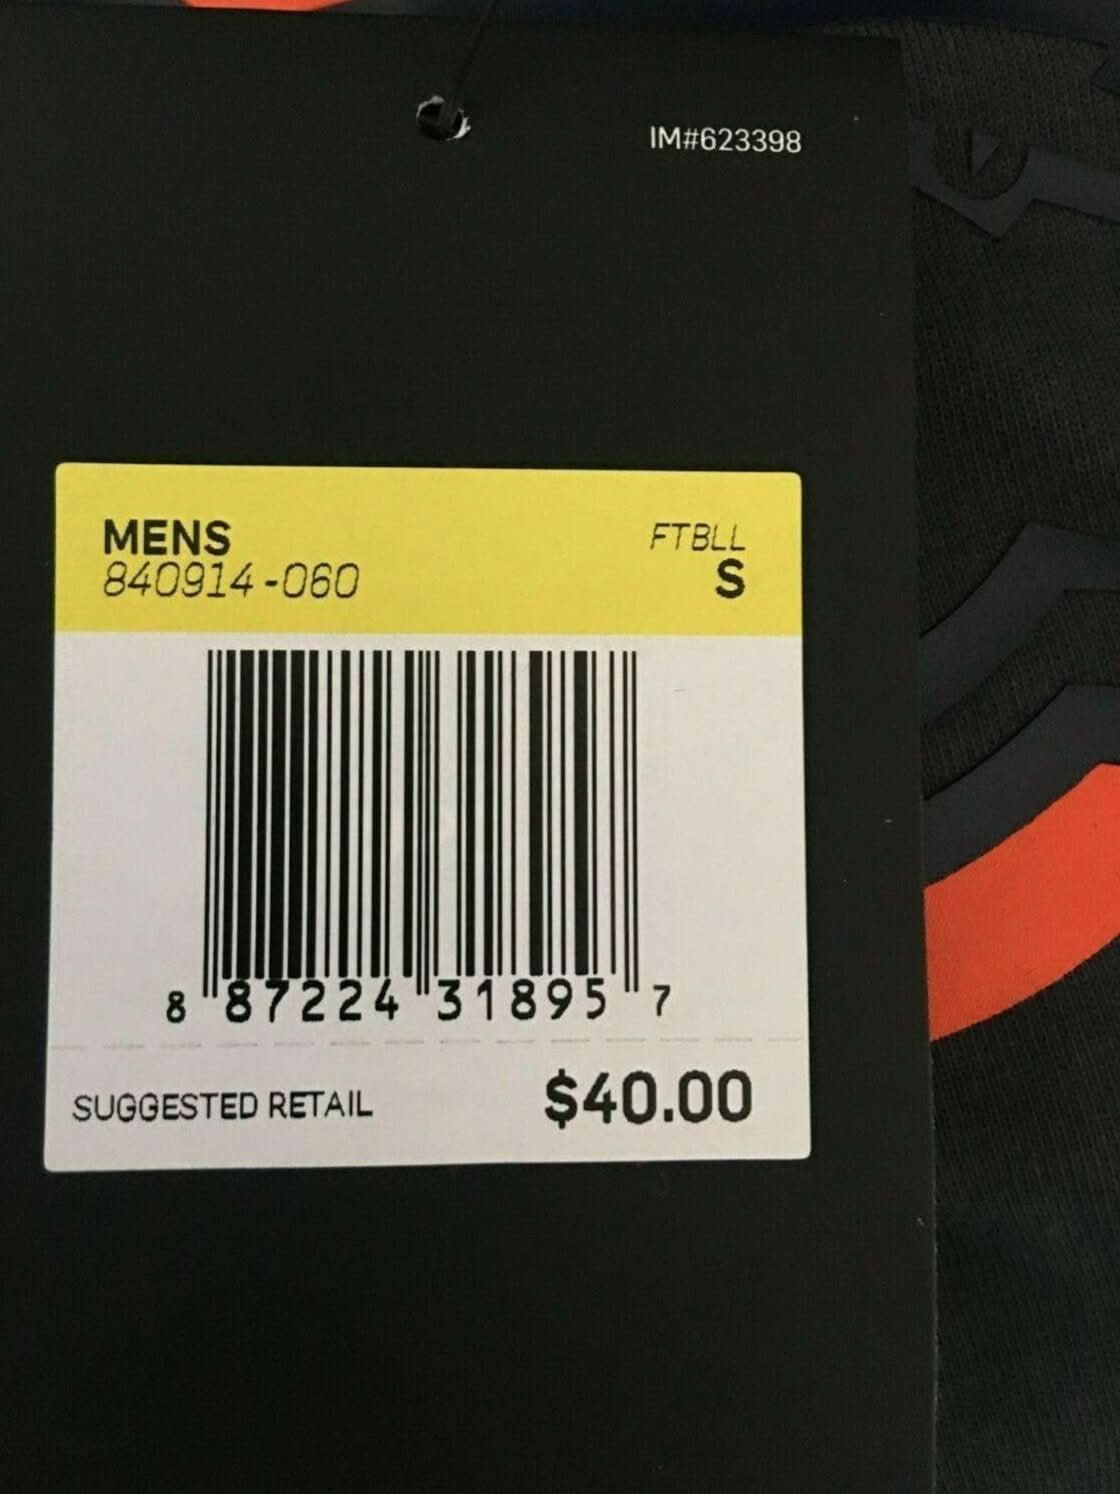 IM#623398
MENS
FTBLL
840914-060
S
8 87224 31895 7
SUGGESTED RETAIL
$40.00